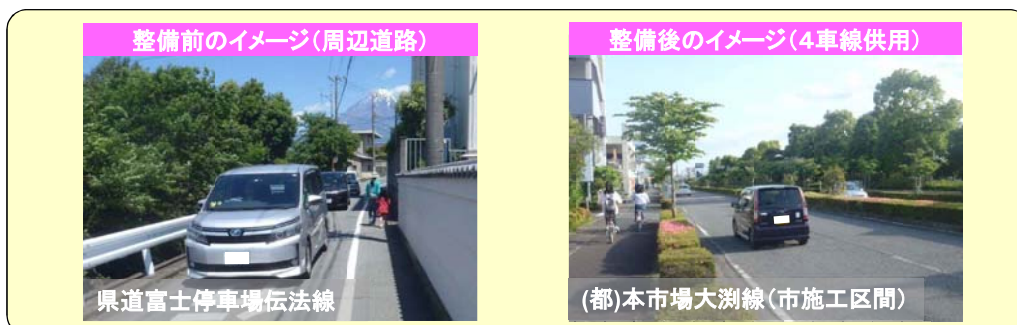 整備前のイメージ（周辺道路）
整備後のイメージ（４車線供用）
県道富士停車場伝法線
(都)本市場大渕線（市施工区間）